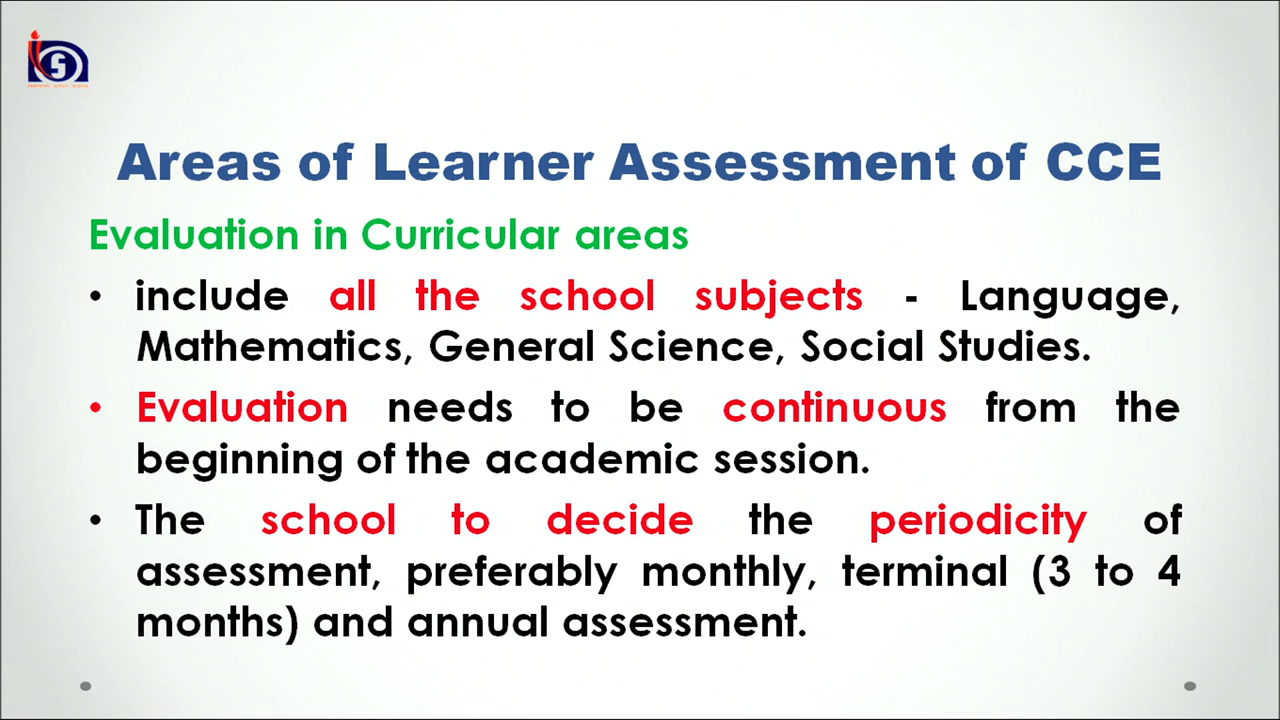 Areas of Learner Assessment of CCE
Evaluation in Curricular areas
• include all the school subjects - Language,
Mathematics, General Science, Social Studies.
• Evaluation needs to be continuous from the
beginning of the academic session.
• The school to decide the periodicity of
assessment, preferably monthly, terminal (3 to 4
months) and annual assessment.